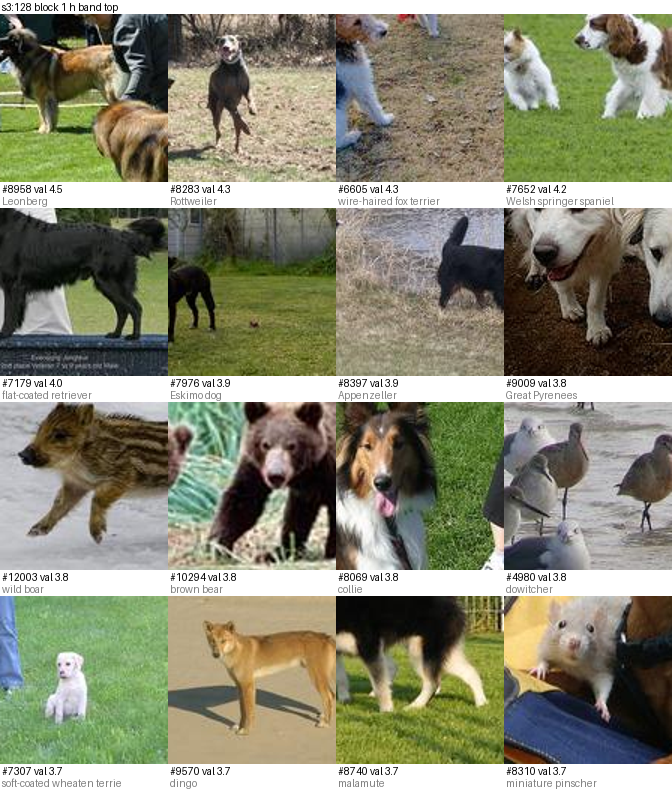 s3:128 block 1 h band top
#8958 val 4.5
Leonberg
#8283 val 4.3
Rottweiler
#6605 val 4.3
wire-haired fox terrier
#7652 val 4.2
Welsh springer spaniel
#7179 val 4.0
flat-coated retriever
#7976 val 3.9
Eskimo dog
#8397 val 3.9
Appenzeller
#9009 val 3.8
Great Pyrenees
#12003 val 3.8
wild boar
#10294 val 3.8
brown bear
#8069 val 3.8
collie
#4980 val 3.8
dowitcher
#7307 val 3.7
soft-coated wheaten terrie
#9570 val 3.7
dingo
#8740 val 3.7
malamute
#8310 val 3.7
miniature pinscher